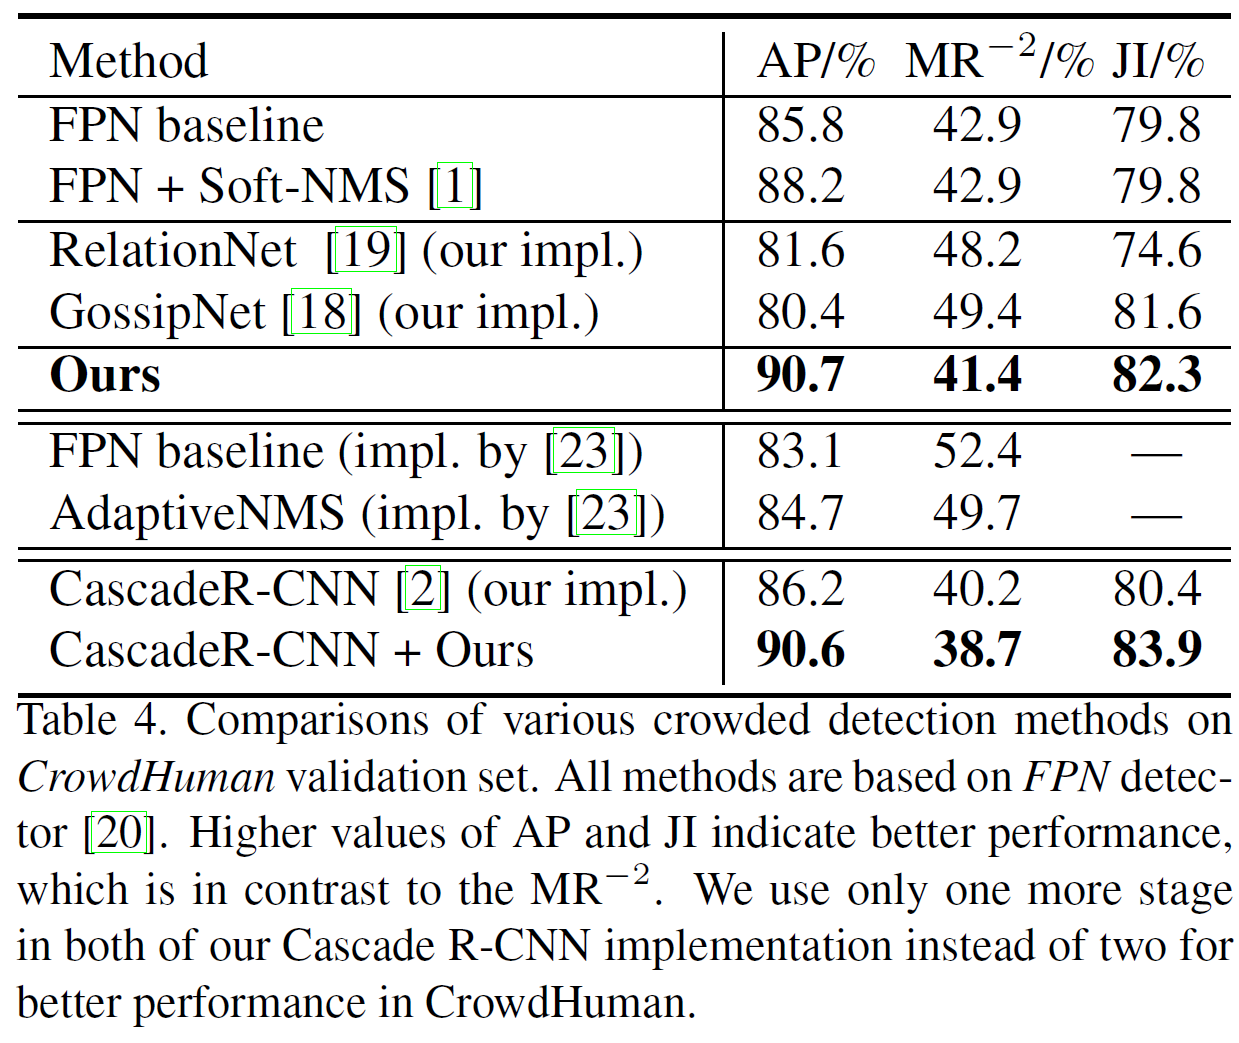 Method AP/% MR⁻²/% JI/%
FPN baseline 85.8 42.9 79.8
FPN + Soft-NMS [1] 88.2 42.9 79.8
RelationNet [19] (our impl.) 81.6 48.2 74.6
GossipNet [18] (our impl.) 80.4 49.4 81.6
Ours 90.7 41.4 82.3
FPN baseline (impl. by [23]) 83.1 52.4 —
AdaptiveNMS (impl. by [23]) 84.7 49.7 —
CascadeR-CNN [2] (our impl.) 86.2 40.2 80.4
CascadeR-CNN + Ours 90.6 38.7 83.9
Table 4. Comparisons of various crowded detection methods on
CrowdHuman validation set. All methods are based on FPN detec-
tor [20]. Higher values of AP and JI indicate better performance,
which is in contrast to the MR⁻². We use only one more stage
in both of our Cascade R-CNN implementation instead of two for
better performance in CrowdHuman.